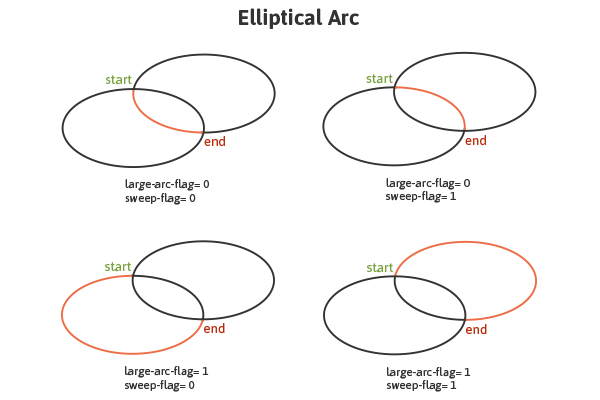 Elliptical Arc
start
end
large-arc-flag= 0
sweep-flag= 0
start
end
large-arc-flag= 0
sweep-flag= 1
start
end
large-arc-flag= 1
sweep-flag= 0
start
end
large-arc-flag= 1
sweep-flag= 1